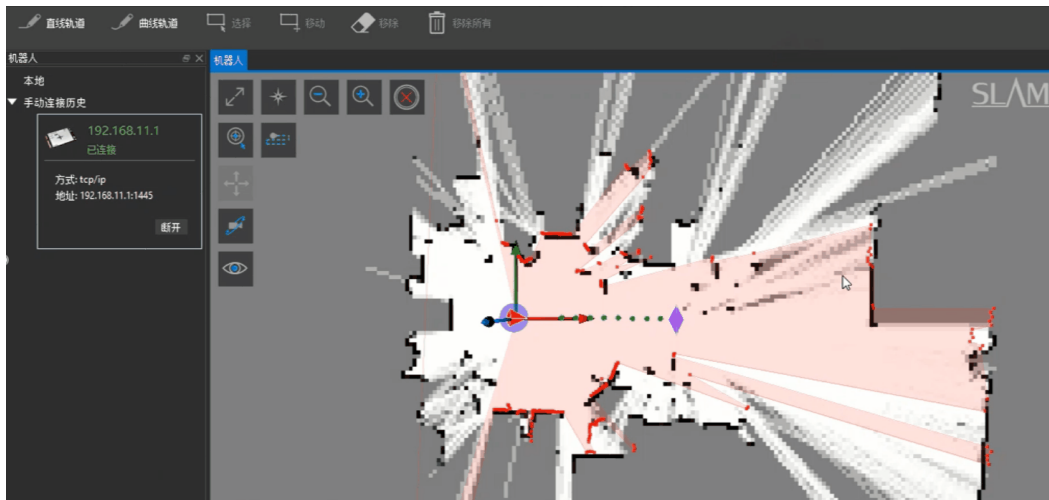 直线轨道 曲线轨道 选择 移动 移除 移除所有
机器人
机器人
本地
手动连接历史
192.168.11.1
已连接
方式: tcp/ip
地址: 192.168.11.1:1445
断开
SLAM